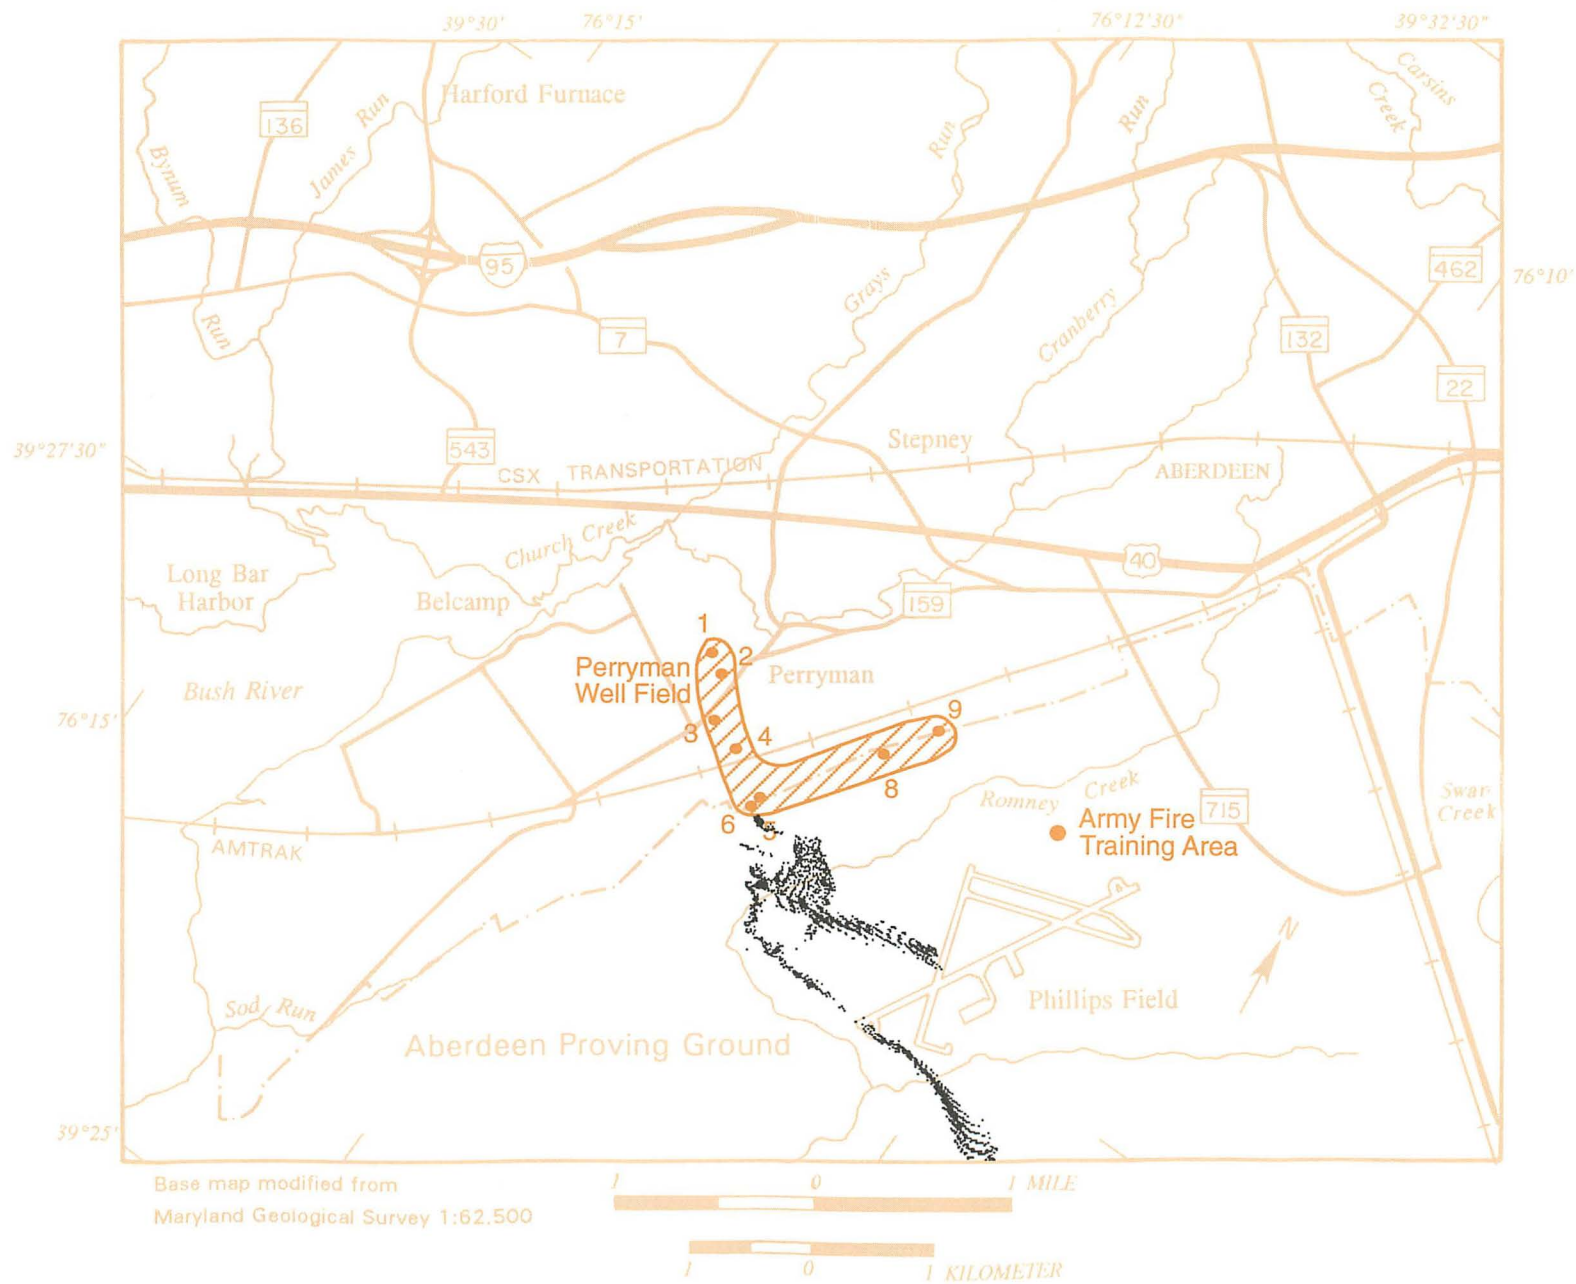 39°30'
76°15'
76°12'30"
39°32'30"
Harford Furnace
Carsins
Creek
136
James
Run
Run
Run
Bynum
Run
95
462
76°10'
Grays
7
Cranberry
132
22
39°27'30"
543
Stepney
CSX TRANSPORTATION
ABERDEEN
Church Creek
40
Long Bar
Harbor
Belcamp
159
1
2
Perryman
Well Field
Perryman
Bush River
76°15'
3
4
9
8
Romney
Creek
715
Swan
Creek
6
5
Army Fire
Training Area
AMTRAK
N
Sod Run
Phillips Field
Aberdeen Proving Ground
39°25'
Base map modified from
Maryland Geological Survey 1:62,500
1
0
1 MILE
1
0
1 KILOMETER